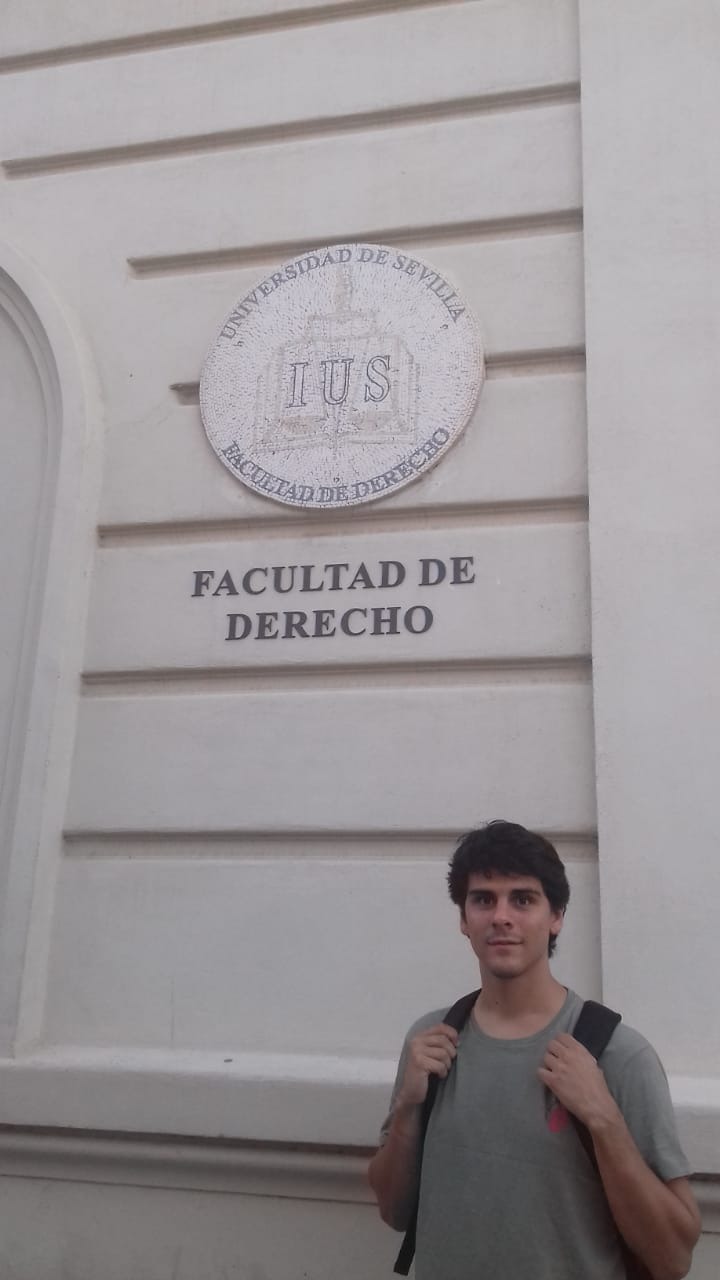 UNIVERSIDAD DE SEVILLA
IUS
FACULTAD DE DERECHO
FACULTAD DE
DERECHO